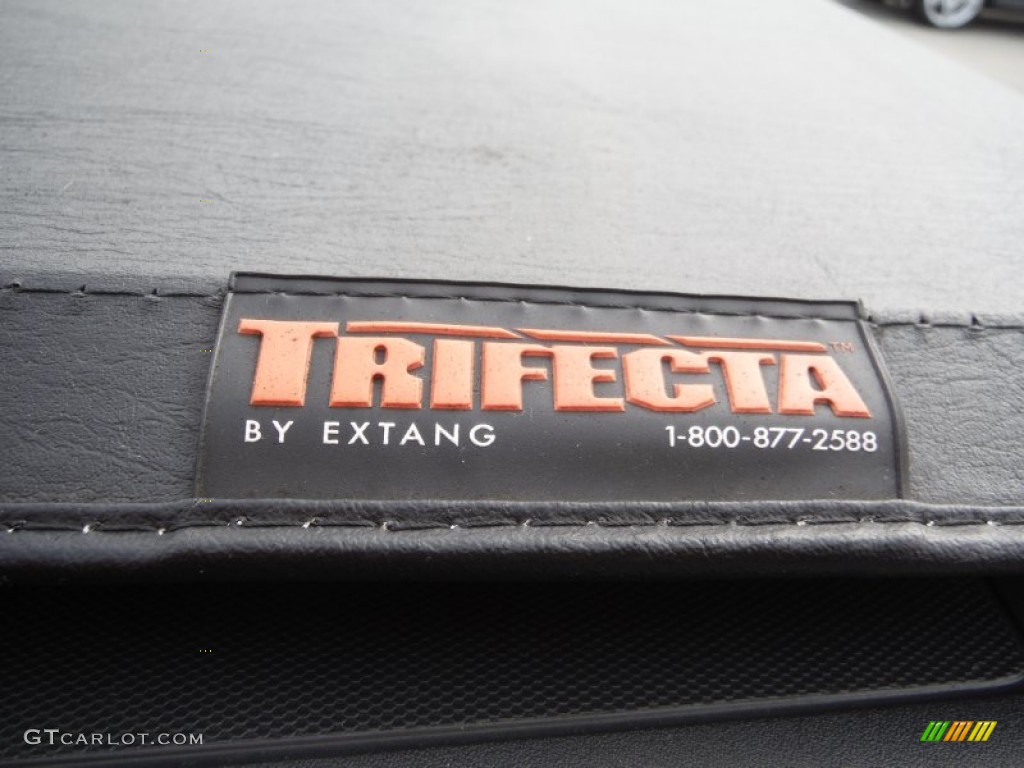 TRIFECTA™
BY EXTANG 1-800-877-2588
GTCARLOT.COM